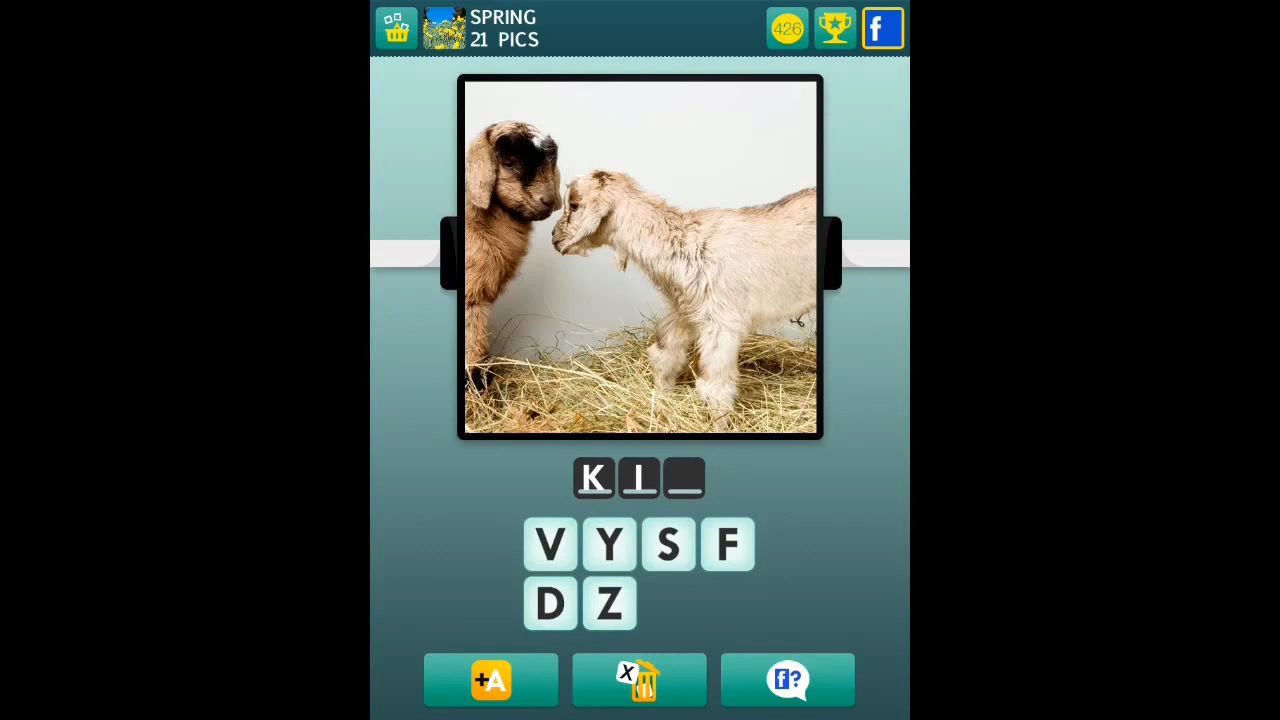 SPRING
21 PICS
426
f
K I _
V Y S F
D Z
+A
X
f?